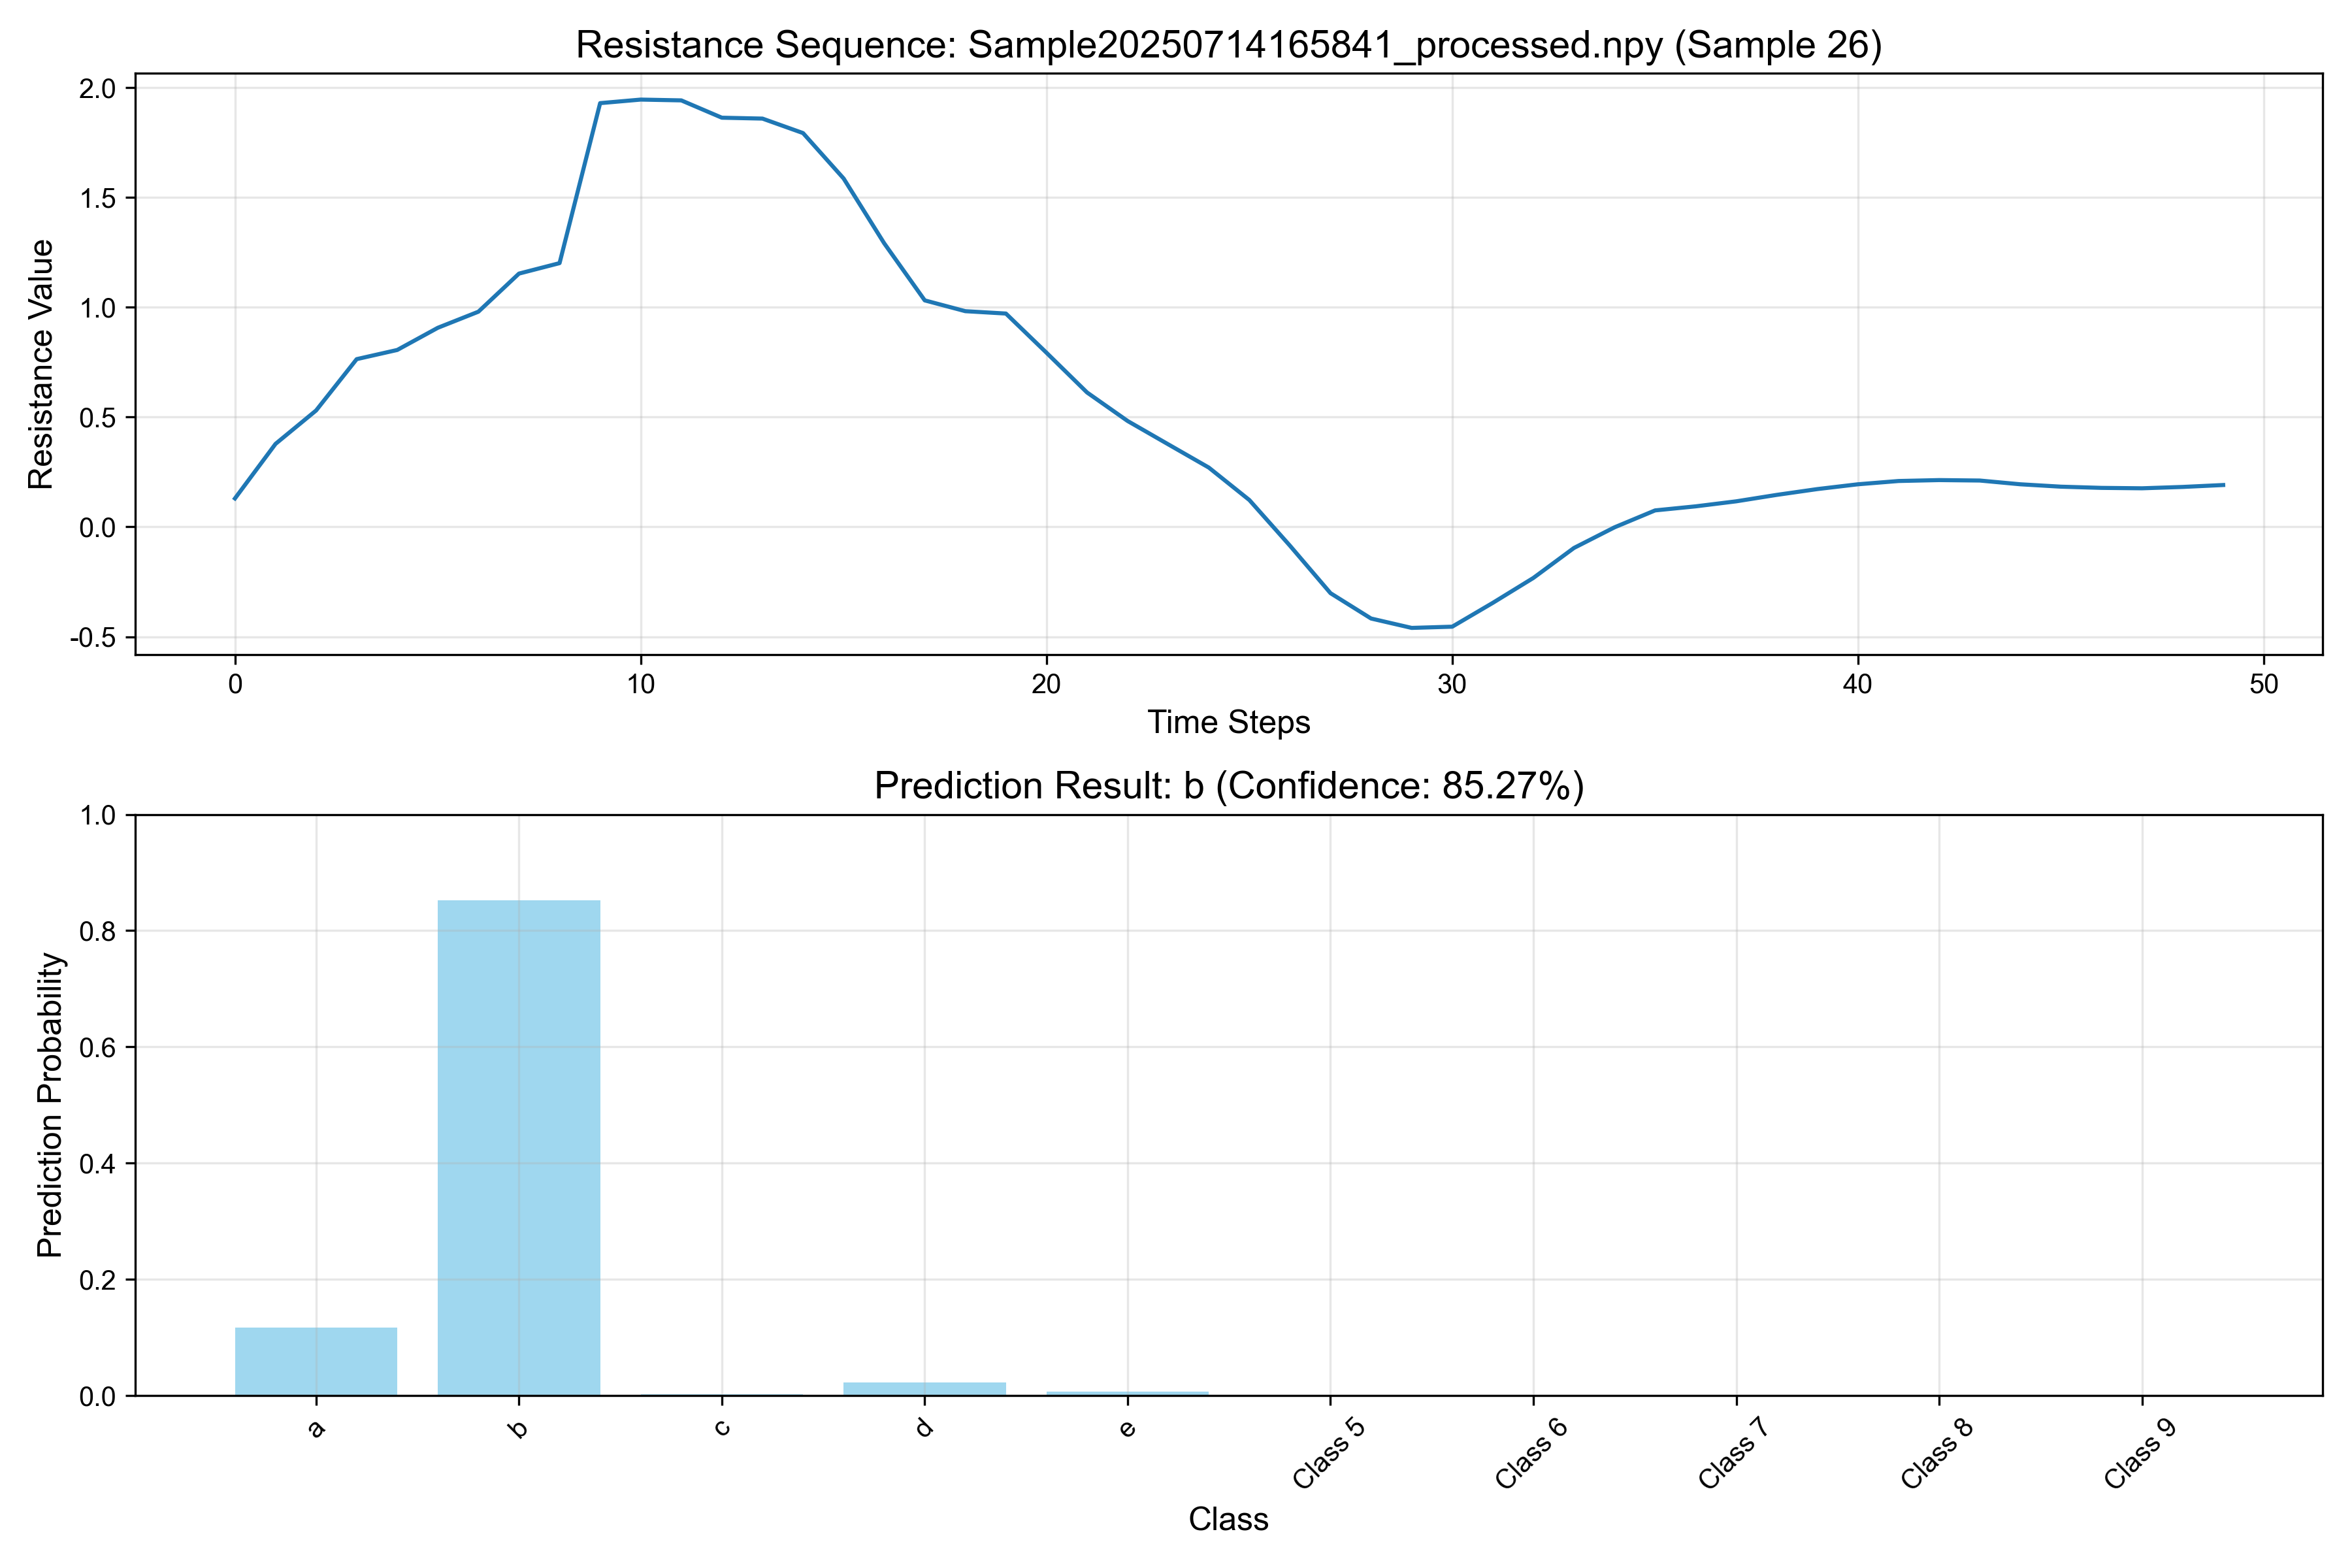 Resistance Sequence: Sample20250714165841_processed.npy (Sample 26)
2.0
1.5
1.0
0.5
0.0
-0.5
Resistance Value
0 10 20 30 40 50
Time Steps
Prediction Result: b (Confidence: 85.27%)
1.0
0.8
0.6
0.4
0.2
0.0
Prediction Probability
a b c d e Class 5 Class 6 Class 7 Class 8 Class 9
Class